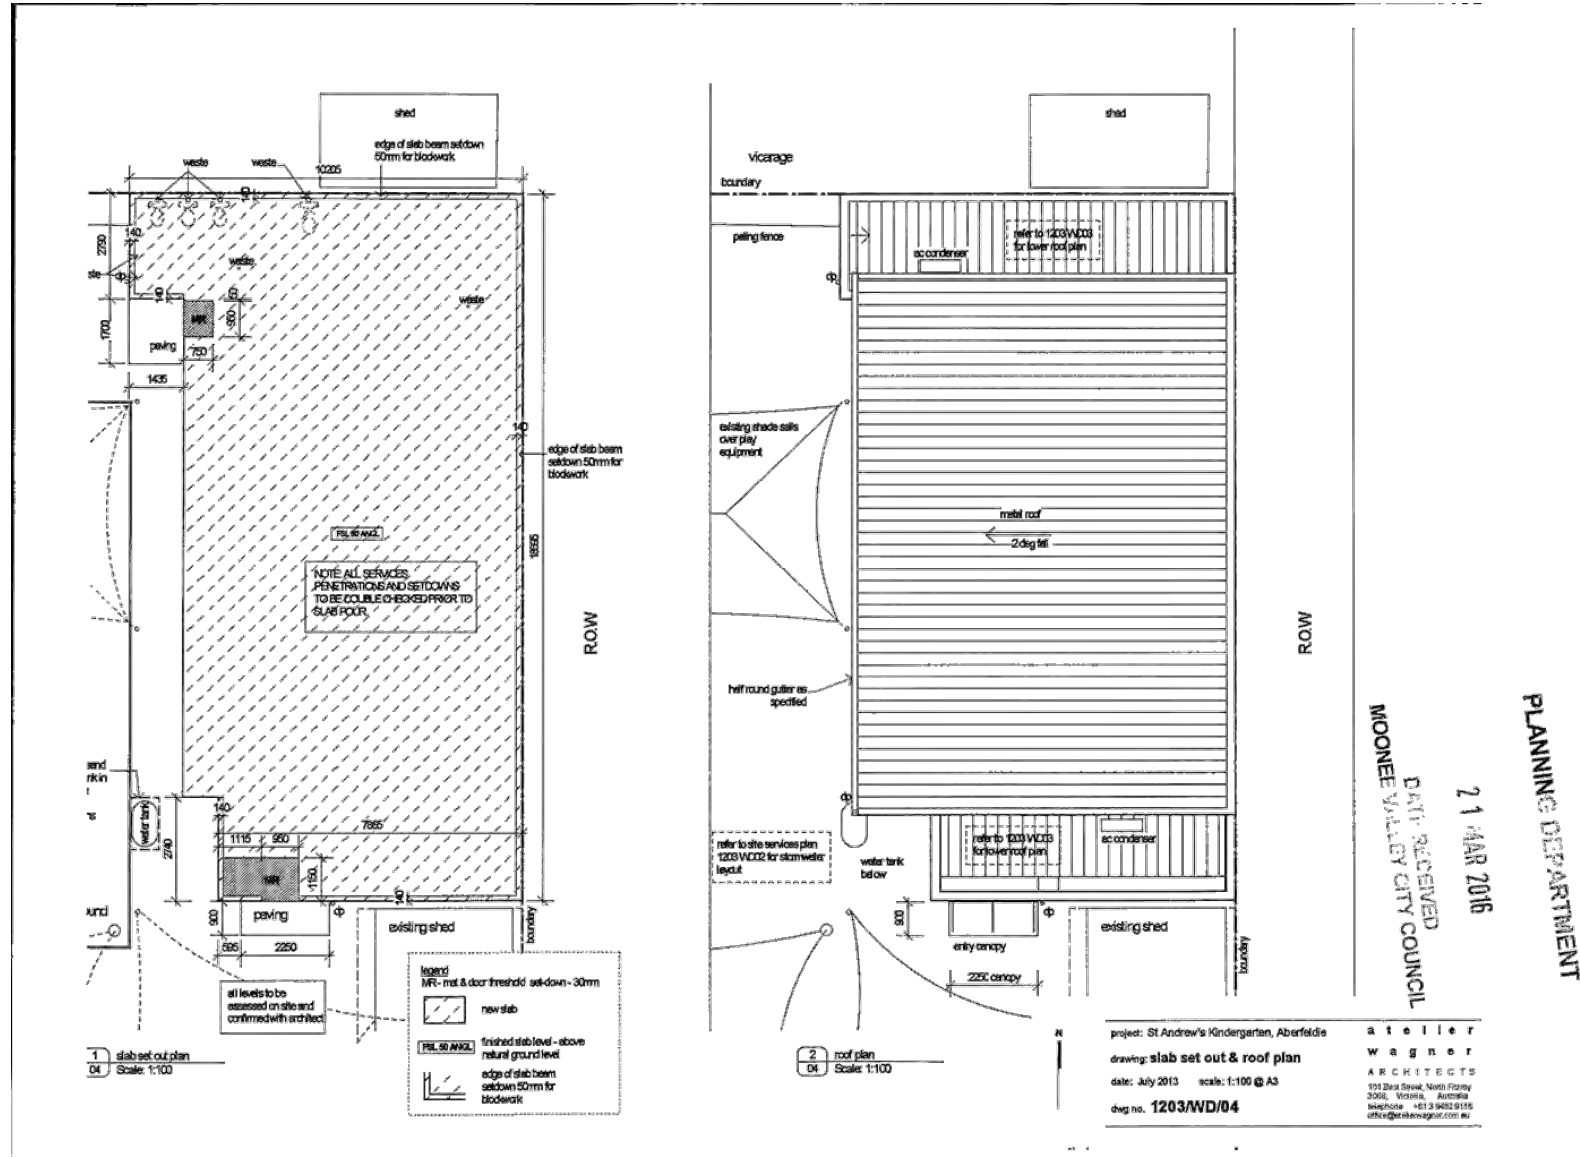 shed
edge of slab beam setdown
50mm for blockwork
waste
waste
10205
140
2790
140
waste
dp
waste
140
50
950
MR
1700
paving
750
1435
140
edge of slab beam
setdown 50mm for
blockwork
FSL 50 ANGL
NOTE: ALL SERVICES,
PENETRATIONS AND SETDOWNS
TO BE DOUBLE CHECKED PRIOR TO
SLAB POUR.
R.O.W
water tank
140
7865
1115
950
2740
MR
1150
140
900
paving
dp
595
2250
existing shed
boundary
all levels to be
assessed on site and
confirmed with architect
legend
MR - mat & door threshold set-down - 30mm
new slab
FSL 50 ANGL
finished slab level - above
natural ground level
edge of slab beam
setdown 50mm for
blockwork
1
04
slab set out plan
Scale: 1:100
shed
vicarage
boundary
paling fence
refer to 1203 WD03
for lower roof plan
ac condenser
dp
existing shade sails
over play
equipment
metal roof
2 deg fall
R.O.W
half round gutter as
specified
dp
refer to site services plan
1203 WD02 for stormwater
layout
water tank
below
refer to 1203 WD03
for lower roof plan
ac condenser
900
dp
entry canopy
2250 canopy
existing shed
boundary
2
04
roof plan
Scale: 1:100
N
project: St Andrew's Kindergarten, Aberfeldie
drawing: slab set out & roof plan
date: July 2013 scale: 1:100 @ A3
dwg no. 1203/WD/04
atelier
wagner
ARCHITECTS
MOONEE VALLEY CITY COUNCIL
DATE RECEIVED
21 MAR 2016
PLANNING DEPARTMENT